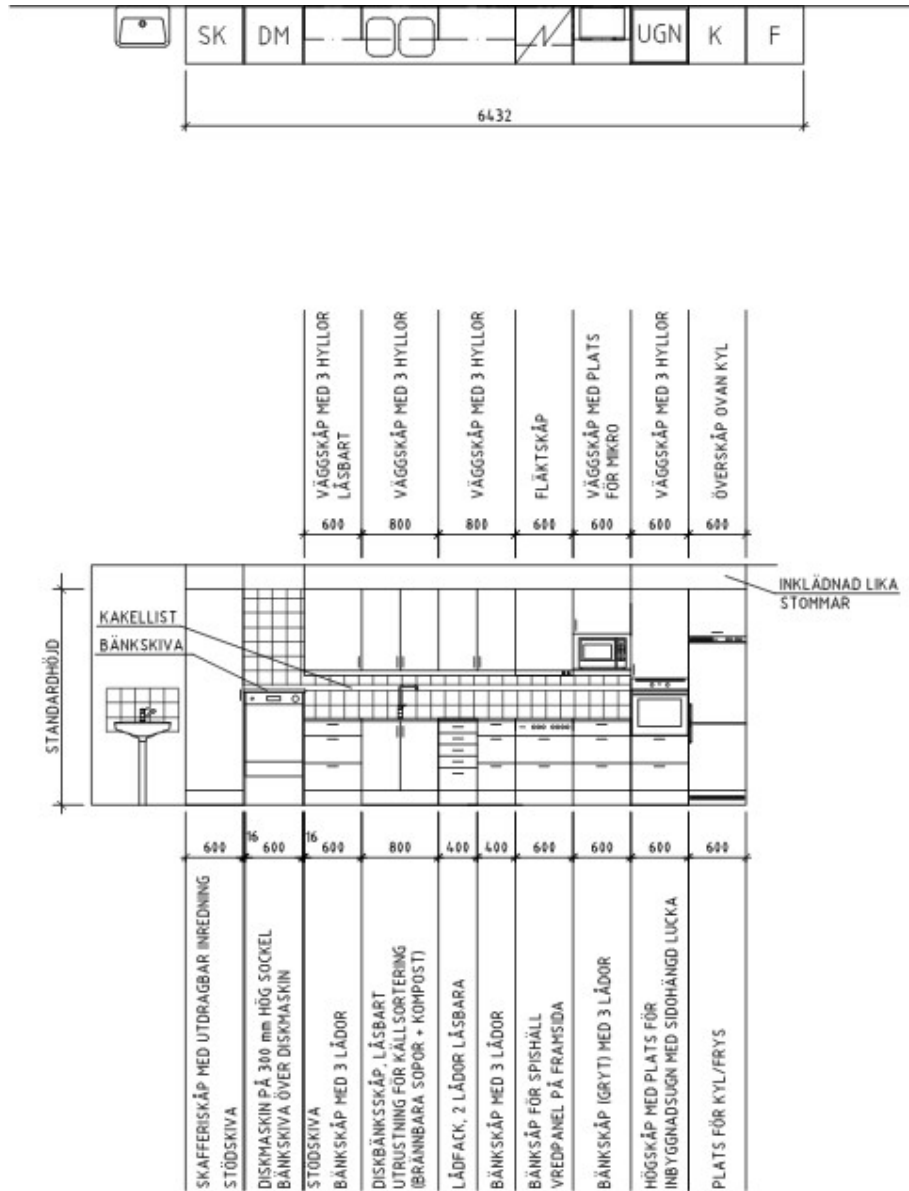 SK
DM
UGN
K
F
6432
VÄGGSKÅP MED 3 HYLLOR
LÅSBART
VÄGGSKÅP MED 3 HYLLOR
VÄGGSKÅP MED 3 HYLLOR
FLÄKTSKÅP
VÄGGSKÅP MED PLATS
FÖR MIKRO
VÄGGSKÅP MED 3 HYLLOR
ÖVERSKÅP OVAN KYL
600
800
800
600
600
600
600
INKLÄDNAD LIKA
STOMMAR
KAKELLIST
BÄNKSKIVA
STANDARDHÖJD
600
16
600
16
600
800
400
400
600
600
600
600
SKAFFERISKÅP MED UTDRAGBAR INREDNING
STÖDSKIVA
DISKMASKIN PÅ 300 mm HÖG SOCKEL
BÄNKSKIVA ÖVER DISKMASKIN
STÖDSKIVA
BÄNKSKÅP MED 3 LÅDOR
DISKBÄNKSSKÅP, LÅSBART
UTRUSTNING FÖR KÄLLSORTERING
(BRÄNNBARA SOPOR + KOMPOST)
LÅDFACK, 2 LÅDOR LÅSBARA
BÄNKSKÅP MED 3 LÅDOR
BÄNKSÅP FÖR SPISHÄLL
VREDPANEL PÅ FRAMSIDA
BÄNKSKÅP (GRYT) MED 3 LÅDOR
HÖGSKÅP MED PLATS FÖR
INBYGGNADSUGN MED SIDOHÄNGD LUCKA
PLATS FÖR KYL/FRYS